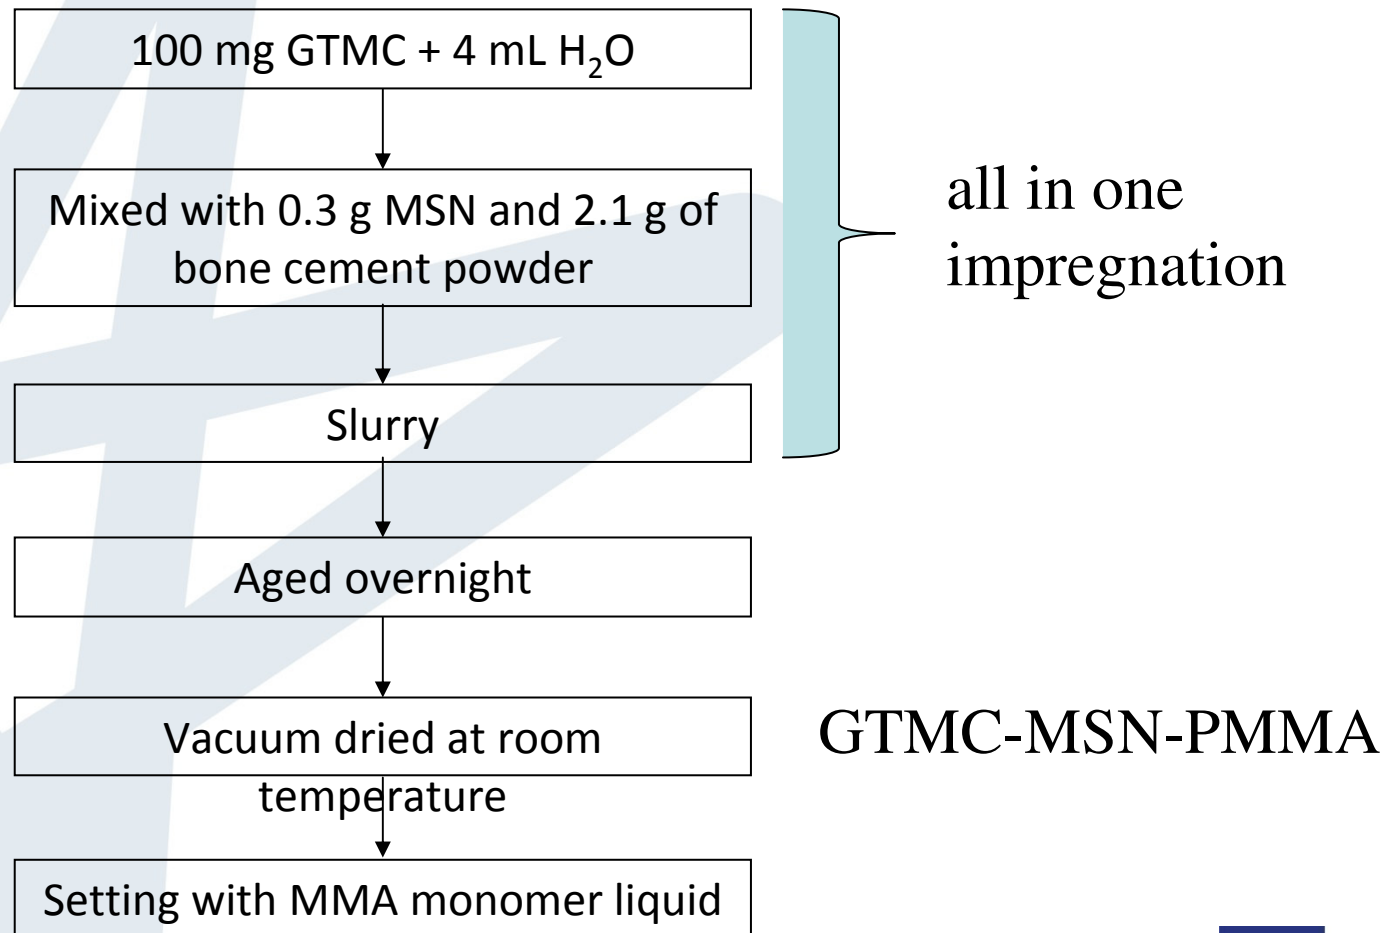 100 mg GTMC + 4 mL H₂O
Mixed with 0.3 g MSN and 2.1 g of
bone cement powder
Slurry
all in one
impregnation
Aged overnight
Vacuum dried at room
temperature
GTMC-MSN-PMMA
Setting with MMA monomer liquid